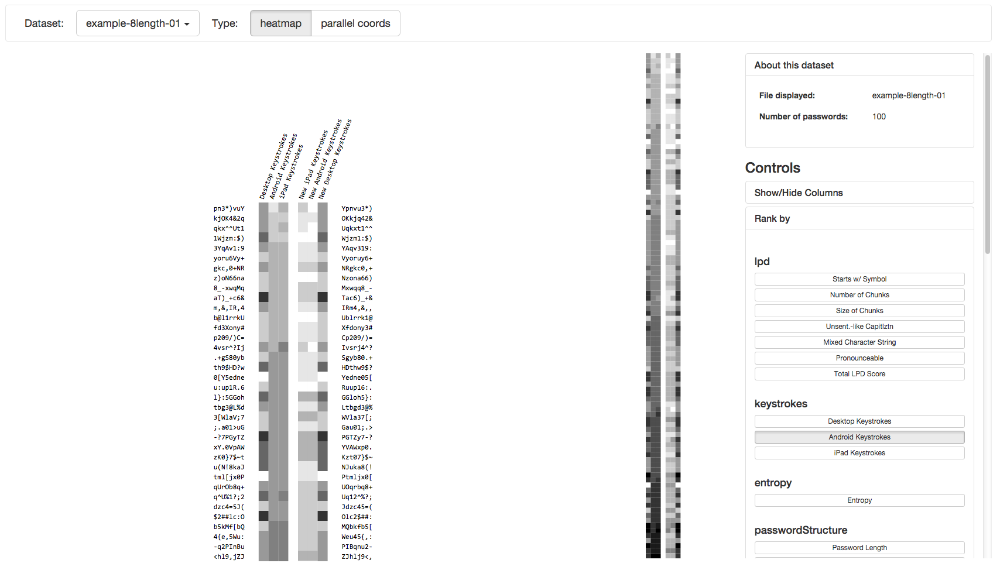 Dataset: example-8length-01 Type: heatmap parallel coords
Desktop Keystrokes
Android Keystrokes
iPad Keystrokes
New iPad Keystrokes
New Android Keystrokes
New Desktop Keystrokes
pn3*)vuY Ypnvu3*)
kjOK4&2q OKkjq42&
qkx^^Ut1 Uqkxt1^^
1Wjzm:$) Wjzm1:$)
3YqAv1:9 YAqv319:
yoru6Vy+ Vyoruy6+
gkc,0+NR NRgkc0,+
z)oN66na Nzona66)
8_-xwqMq Mxwqq8_-
aT)_+c6& Tac6)_+&
m,&,IR,4 IRm4,&,,
b@l1rrkU Ublrrk1@
fd3Xony# Xfdony3#
p209/)C= Cp209/)=
4vsr^?Ij Ivsrj4^?
.+gS80yb Sgyb80.+
th9$HD?w HDthw9$?
0[Y5edne Yedne05[
u:up1R.6 Ruup16:.
l}:5GGoh GGloh5}:
tbg3@L%d Ltbgd3@%
3[WlaV;7 WVla37[;
;.a01>uG Gau01;.>
-?7PGyTZ PGTZy7-?
xY.0VpAW YVAWxp0.
zK0}7$~t Kzt07}$~
u(N!8kaJ NJuka8(!
tml[jx0P Ptmljx0[
qUrOb8q+ UOqrbq8+
q^U%1?;2 Uq12^%?;
dzc4=5J( Jdzc45=(
$2##lc:O Olc2$##:
b5kMf[bQ MQbkfb5[
4{e,5Wu: Weu45{,:
-q2PInBu PIBqnu2-
<hl9,jZJ ZJhlj9<,
About this dataset
File displayed: example-8length-01
Number of passwords: 100
Controls
Show/Hide Columns
Rank by
lpd
Starts w/ Symbol
Number of Chunks
Size of Chunks
Unsent.-like Capitlztn
Mixed Character String
Pronounceable
Total LPD Score
keystrokes
Desktop Keystrokes
Android Keystrokes
iPad Keystrokes
entropy
Entropy
passwordStructure
Password Length